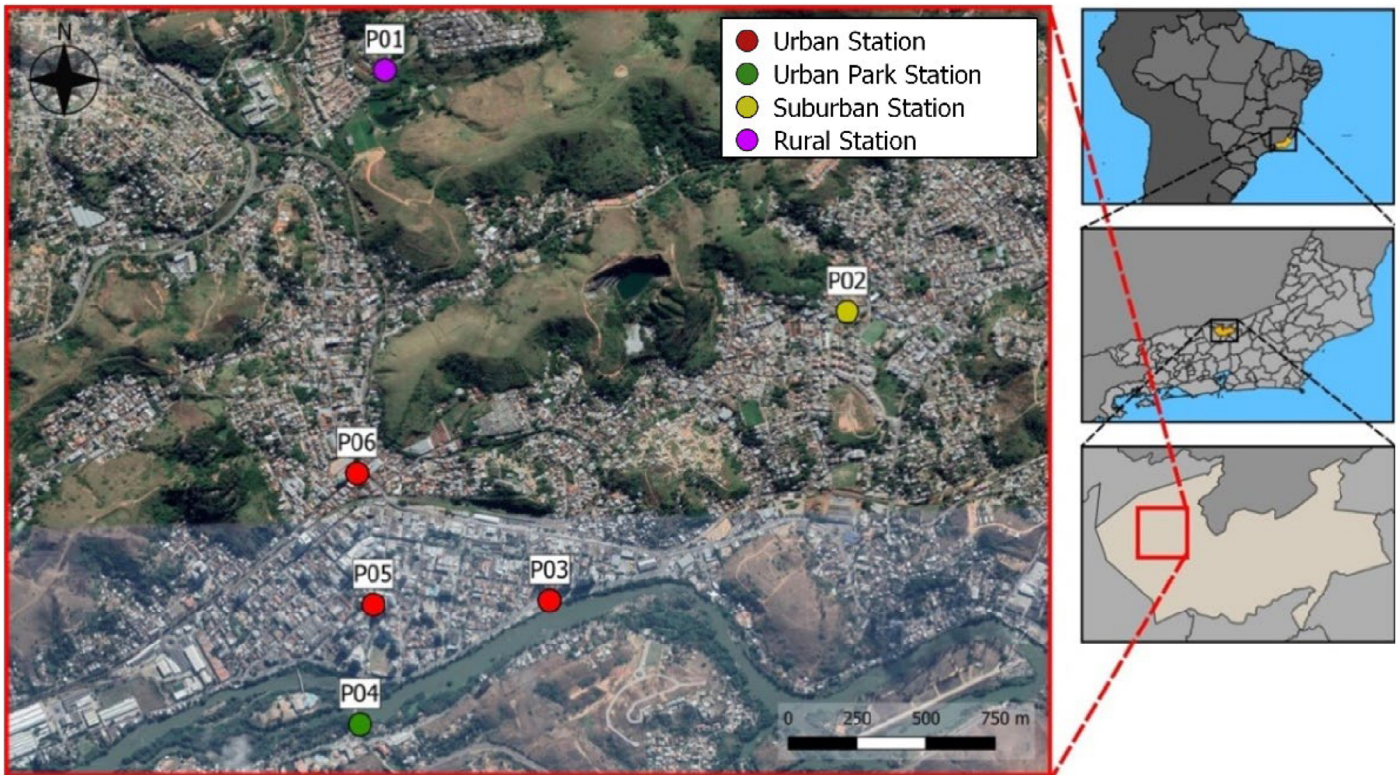 N
P01
Urban Station
Urban Park Station
Suburban Station
Rural Station
P02
P06
P05
P03
P04
0 250 500 750 m